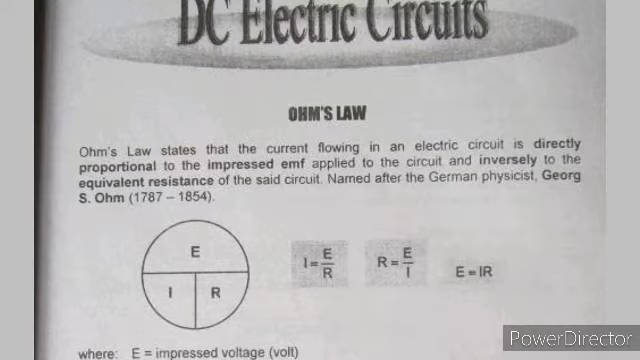 DC Electric Circuits
OHM'S LAW
Ohm's Law states that the current flowing in an electric circuit is directly
proportional to the impressed emf applied to the circuit and inversely to the
equivalent resistance of the said circuit. Named after the German physicist, Georg
S. Ohm (1787 – 1854).
E
I R
I = E/R
R = E/I
E = IR
where: E = impressed voltage (volt)
PowerDirector